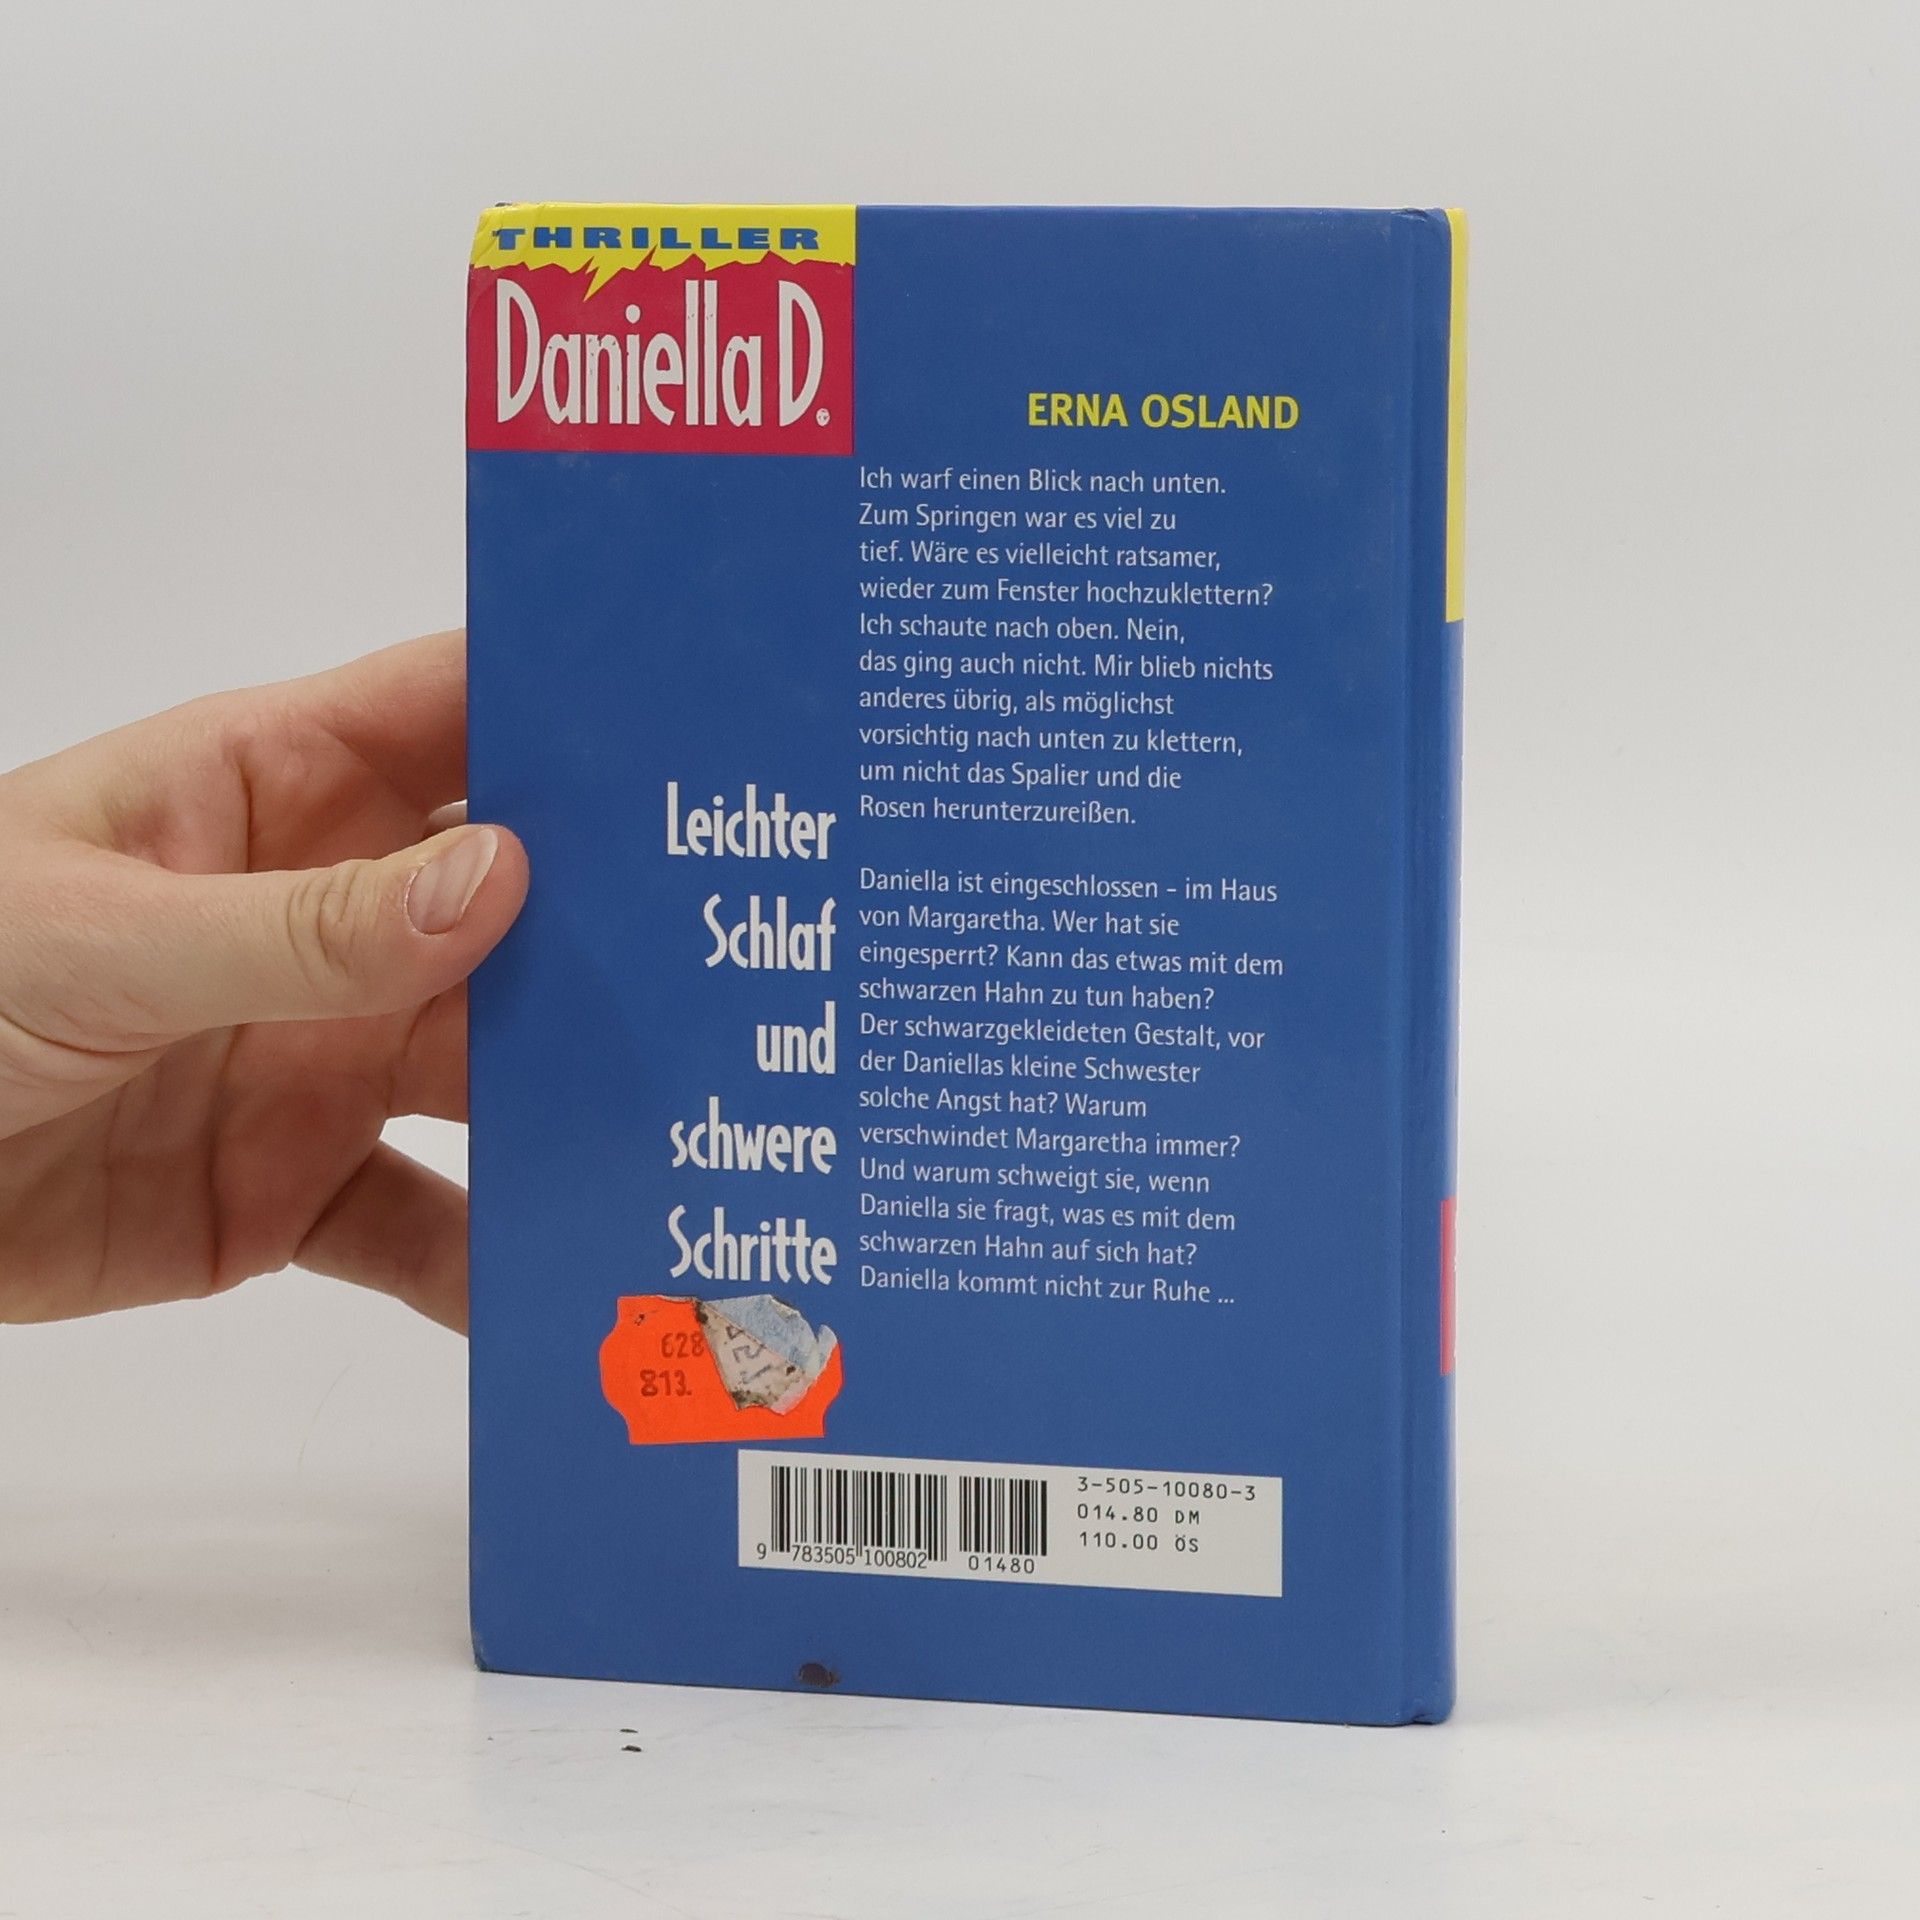 THRILLER
Daniella D.
ERNA OSLAND
Ich warf einen Blick nach unten.
Zum Springen war es viel zu
tief. Wäre es vielleicht ratsamer,
wieder zum Fenster hochzuklettern?
Ich schaute nach oben. Nein,
das ging auch nicht. Mir blieb nichts
anderes übrig, als möglichst
vorsichtig nach unten zu klettern,
um nicht das Spalier und die
Rosen herunterzureißen.
Daniella ist eingeschlossen - im Haus
von Margaretha. Wer hat sie
eingesperrt? Kann das etwas mit dem
schwarzen Hahn zu tun haben?
Der schwarzgekleideten Gestalt, vor
der Daniellas kleine Schwester
solche Angst hat? Warum
verschwindet Margaretha immer?
Und warum schweigt sie, wenn
Daniella sie fragt, was es mit dem
schwarzen Hahn auf sich hat?
Daniella kommt nicht zur Ruhe ...
Leichter
Schlaf
und
schwere
Schritte
628
813.
3-505-10080-3
014.80 DM
110.00 ÖS
9 783505 100802
01480